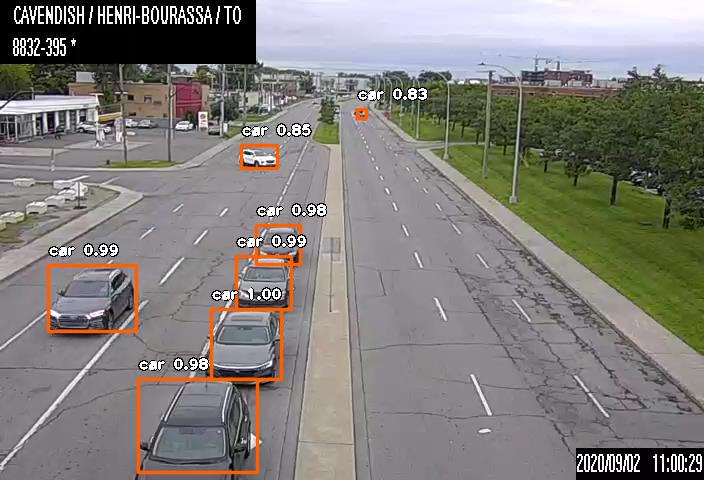 CAVENDISH / HENRI-BOURASSA / TO
8832-395 *
car 0.83
car 0.85
car 0.98
car 0.99
car 0.99
car 1.00
car 0.98
2020/09/02 11:00:29